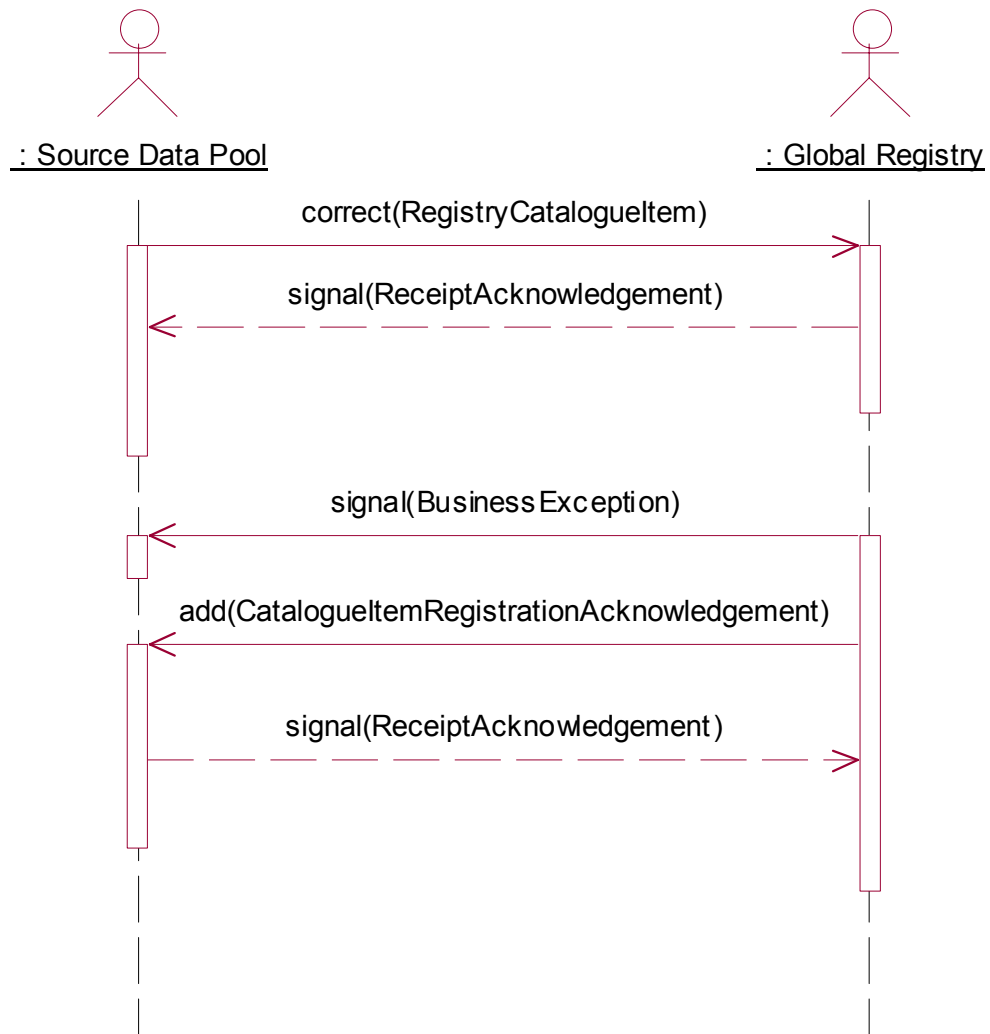 : Source Data Pool
: Global Registry
correct(RegistryCatalogueItem)
signal(ReceiptAcknowledgement)
signal(BusinessException)
add(CatalogueItemRegistrationAcknowledgement)
signal(ReceiptAcknowledgement)